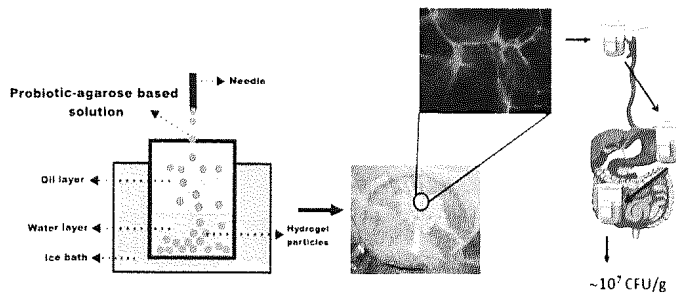 Needle
Probiotic-agarose based
solution
Oil layer
Water layer
Hydrogel
particles
Ice bath
~10⁷ CFU/g